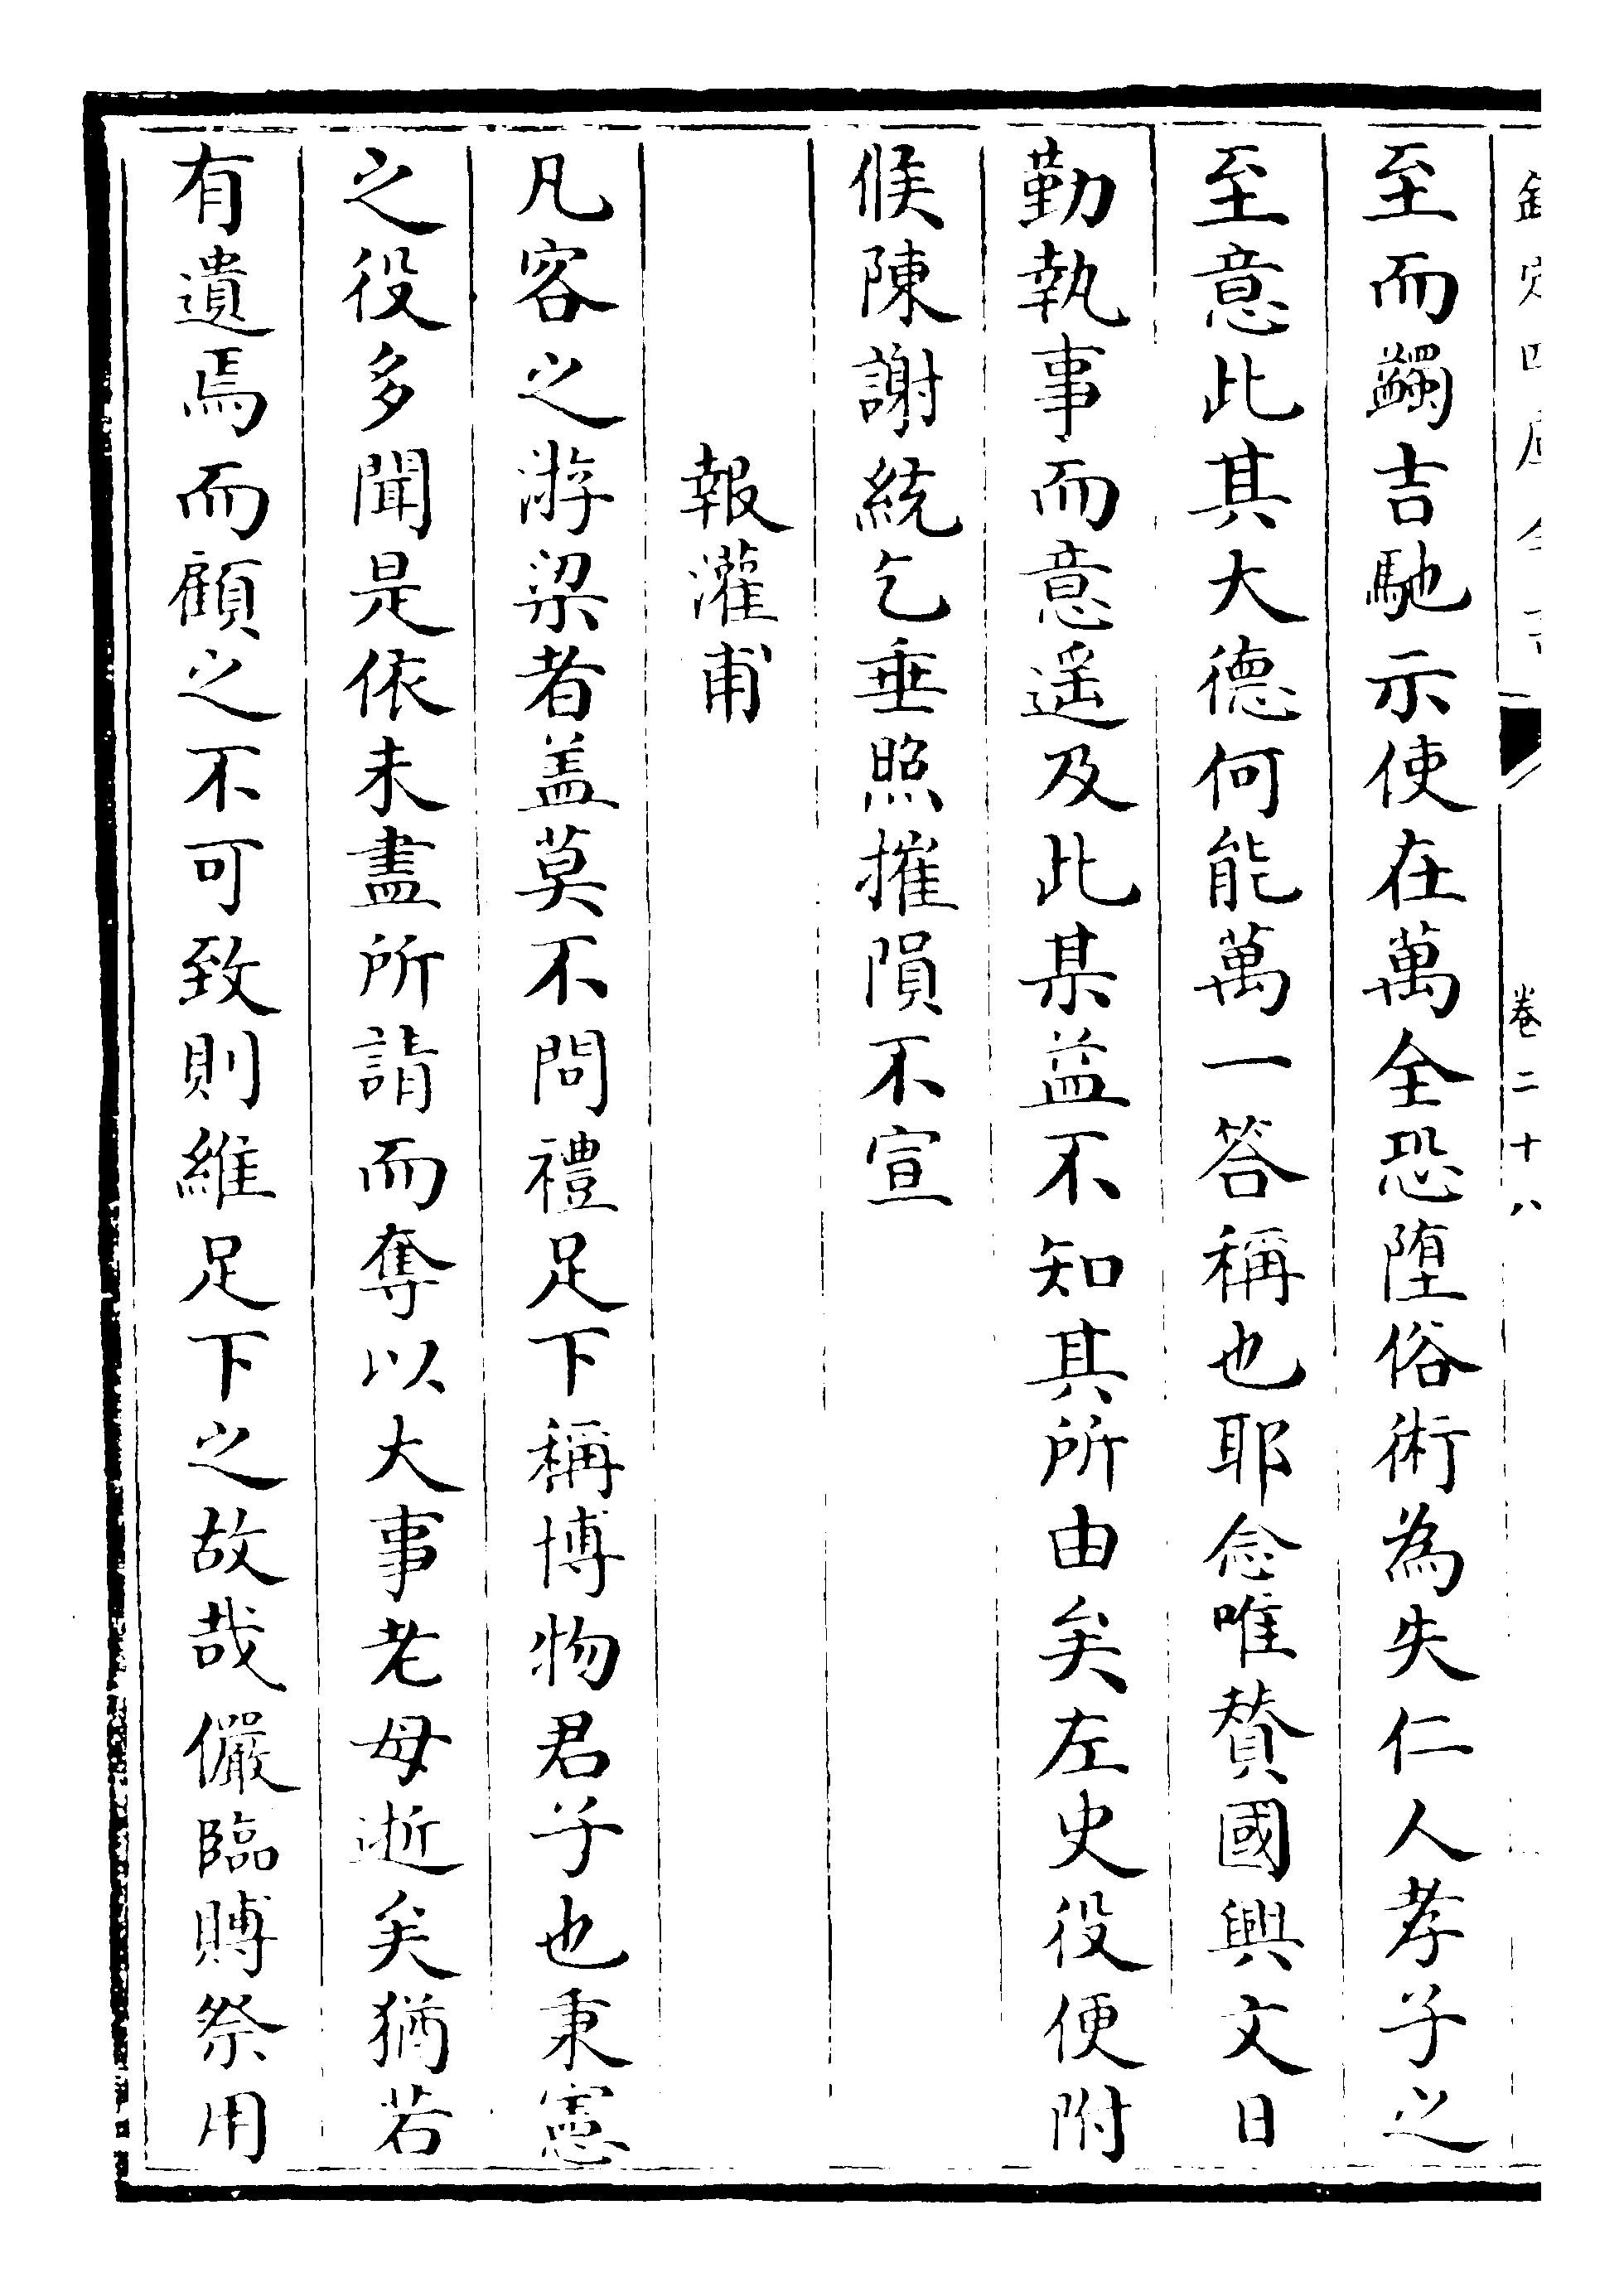 欽定四庫全書
卷二十八
至而蠲吉馳示使在萬全恐堕俗術為失仁人孝子之
至意此其大德何能萬一答稱也耶念唯賛國興文日
勤執事而意遥及此某益不知其所由矣左史役便附
候陳謝統乞垂照摧隕不宣
報灌甫
凡客之游梁者盖莫不問禮足下稱博物君子也秉憲
之役多聞是依未盡所請而奪以大事老母逝矣猶若
有遺焉而顧之不可致則維足下之故哉儼臨賻祭用